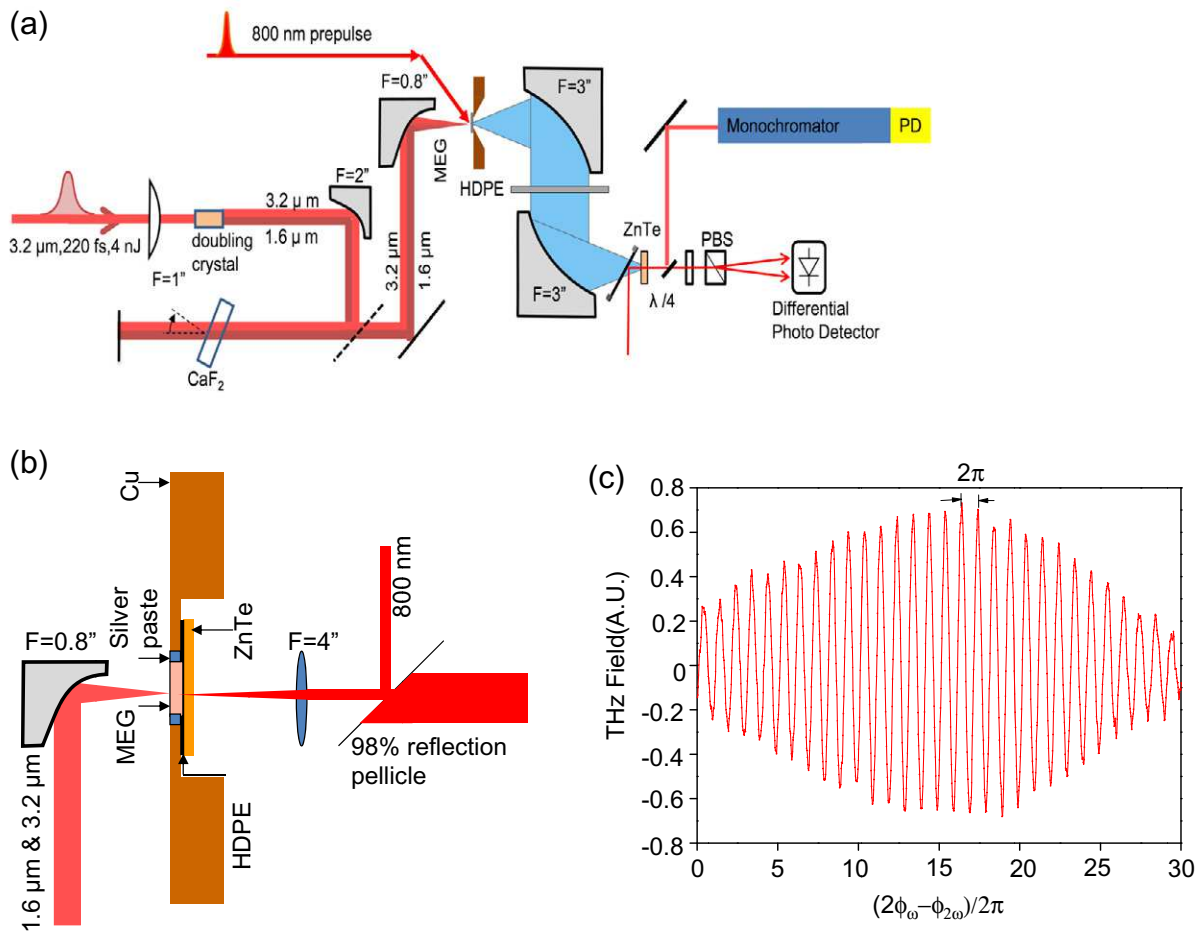 (a)
800 nm prepulse
F=0.8”
F=3”
Monochromator
PD
MEG
HDPE
F=2”
3.2 μ m
1.6 μ m
3.2 μm,220 fs,4 nJ
doubling
crystal
F=1”
3.2 μm
1.6 μm
ZnTe
PBS
F=3”
λ /4
Differential
Photo Detector
CaF₂
(b)
Cu
Silver
paste
ZnTe
F=0.8”
F=4”
800 nm
MEG
98% reflection
pellicle
HDPE
1.6 μm & 3.2 μm
(c)
2π
0.8
0.6
0.4
0.2
0
-0.2
-0.4
-0.6
-0.8
THz Field(A.U.)
0 5 10 15 20 25 30
(2ϕω−ϕ2ω)/2π